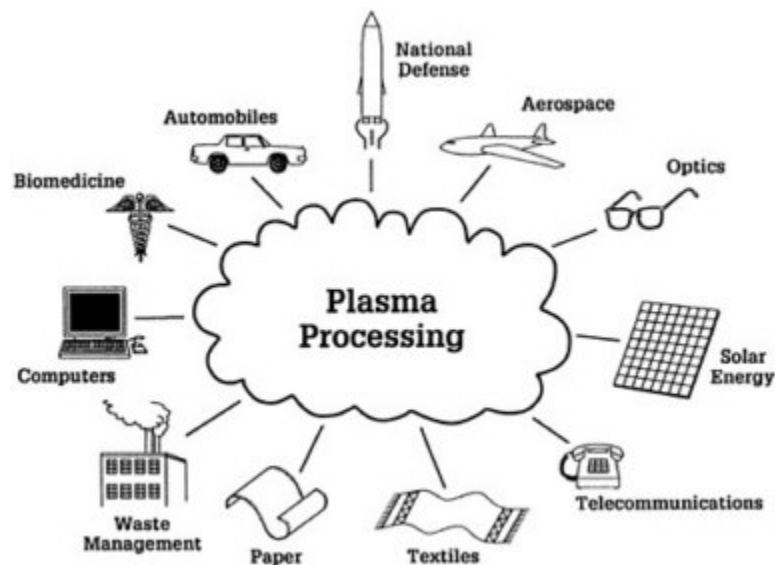 National
Defense
Automobiles
Aerospace
Biomedicine
Optics
Plasma
Processing
Computers
Solar
Energy
Waste
Management
Paper
Textiles
Telecommunications